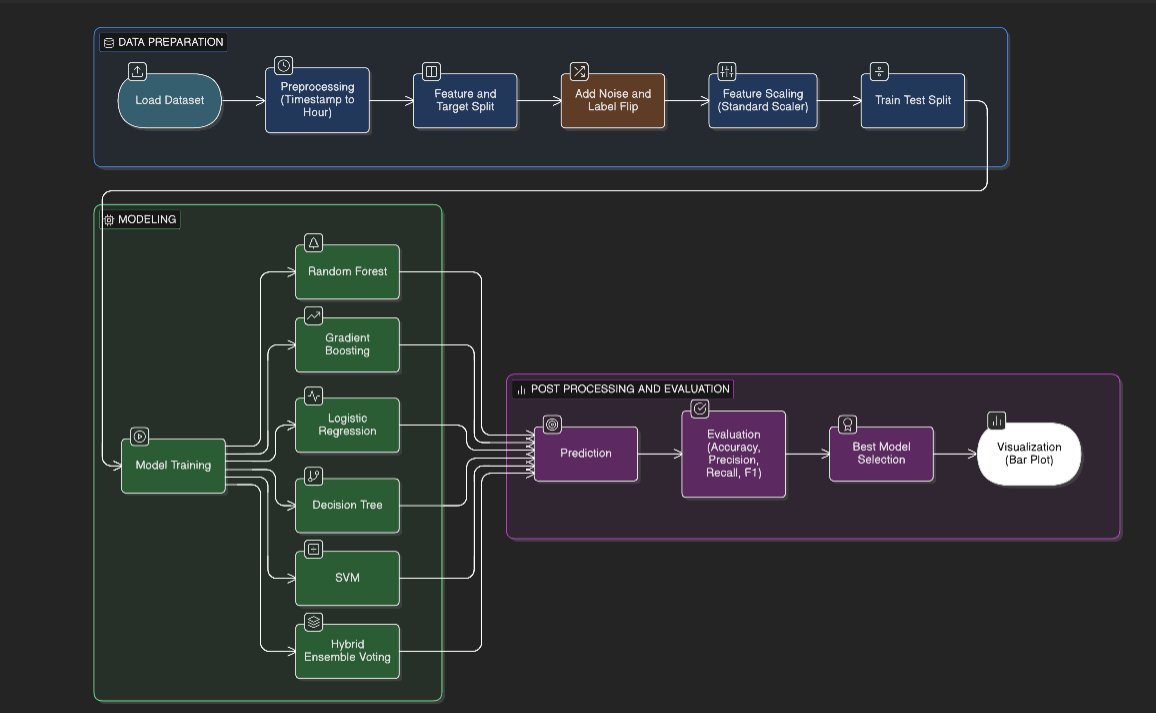 DATA PREPARATION
Load Dataset
Preprocessing
(Timestamp to
Hour)
Feature and
Target Split
Add Noise and
Label Flip
Feature Scaling
(Standard Scaler)
Train Test Split
MODELING
Model Training
Random Forest
Gradient
Boosting
Logistic
Regression
Decision Tree
SVM
Hybrid
Ensemble Voting
POST PROCESSING AND EVALUATION
Prediction
Evaluation
(Accuracy,
Precision,
Recall, F1)
Best Model
Selection
Visualization
(Bar Plot)